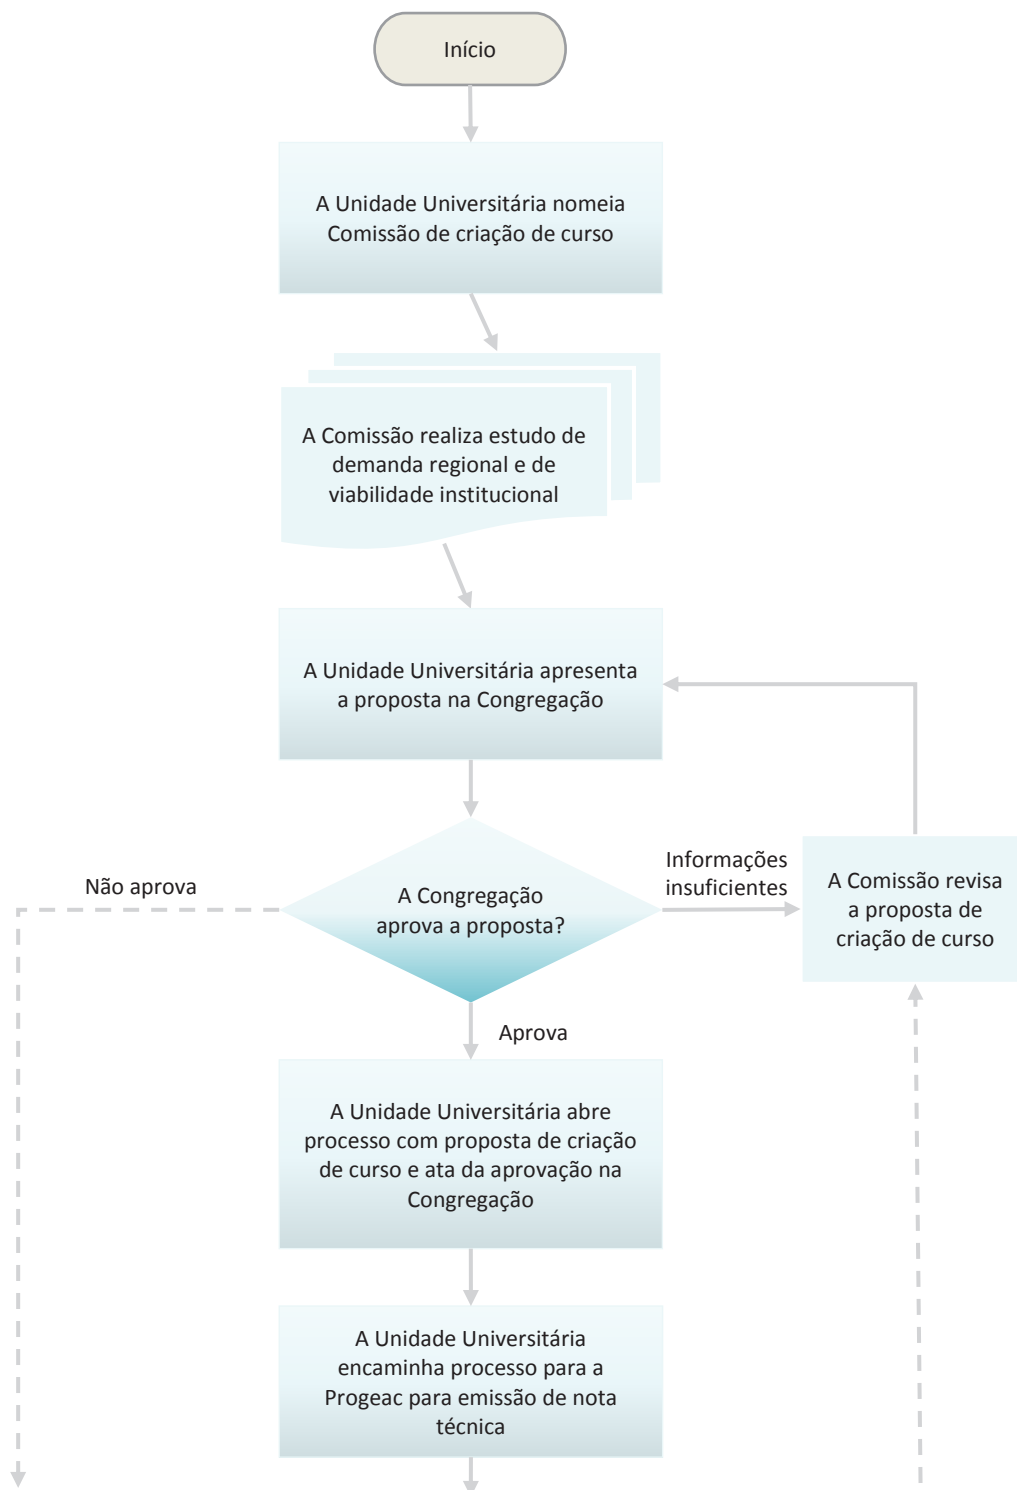 Início
A Unidade Universitária nomeia
Comissão de criação de curso
A Comissão realiza estudo de
demanda regional e de
viabilidade institucional
A Unidade Universitária apresenta
a proposta na Congregação
Não aprova
A Congregação
aprova a proposta?
Informações
insuficientes
A Comissão revisa
a proposta de
criação de curso
Aprova
A Unidade Universitária abre
processo com proposta de criação
de curso e ata da aprovação na
Congregação
A Unidade Universitária
encaminha processo para a
Progeac para emissão de nota
técnica